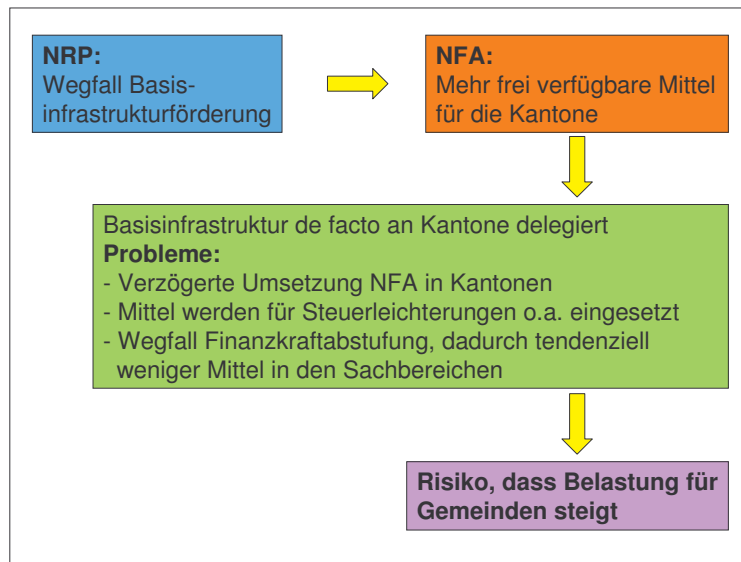 NRP:
Wegfall Basis-
infrastrukturförderung
NFA:
Mehr frei verfügbare Mittel
für die Kantone
Basisinfrastruktur de facto an Kantone delegiert
Probleme:
- Verzögerte Umsetzung NFA in Kantonen
- Mittel werden für Steuerleichterungen o.a. eingesetzt
- Wegfall Finanzkraftabstufung, dadurch tendenziell
weniger Mittel in den Sachbereichen
Risiko, dass Belastung für
Gemeinden steigt